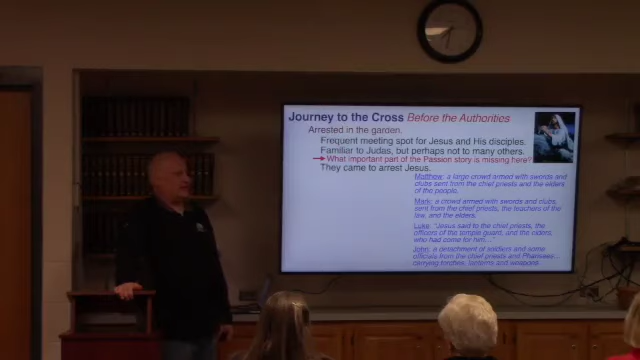 Journey to the Cross Before the Authorities
Arrested in the garden.
Frequent meeting spot for Jesus and His disciples.
Familiar to Judas, but perhaps not to many others.
What important part of the Passion story is missing here?
They came to arrest Jesus.
Matthew: a large crowd armed with swords and
clubs sent from the chief priests and the elders
of the people.
Mark: a crowd armed with swords and clubs,
sent from the chief priests, the teachers of the
law, and the elders.
Luke: "Jesus said to the chief priests, the
officers of the temple guard, and the elders,
who had come for him..."
John: a detachment of soldiers and some
officials from the chief priests and Pharisees...
carrying torches, lanterns and weapons